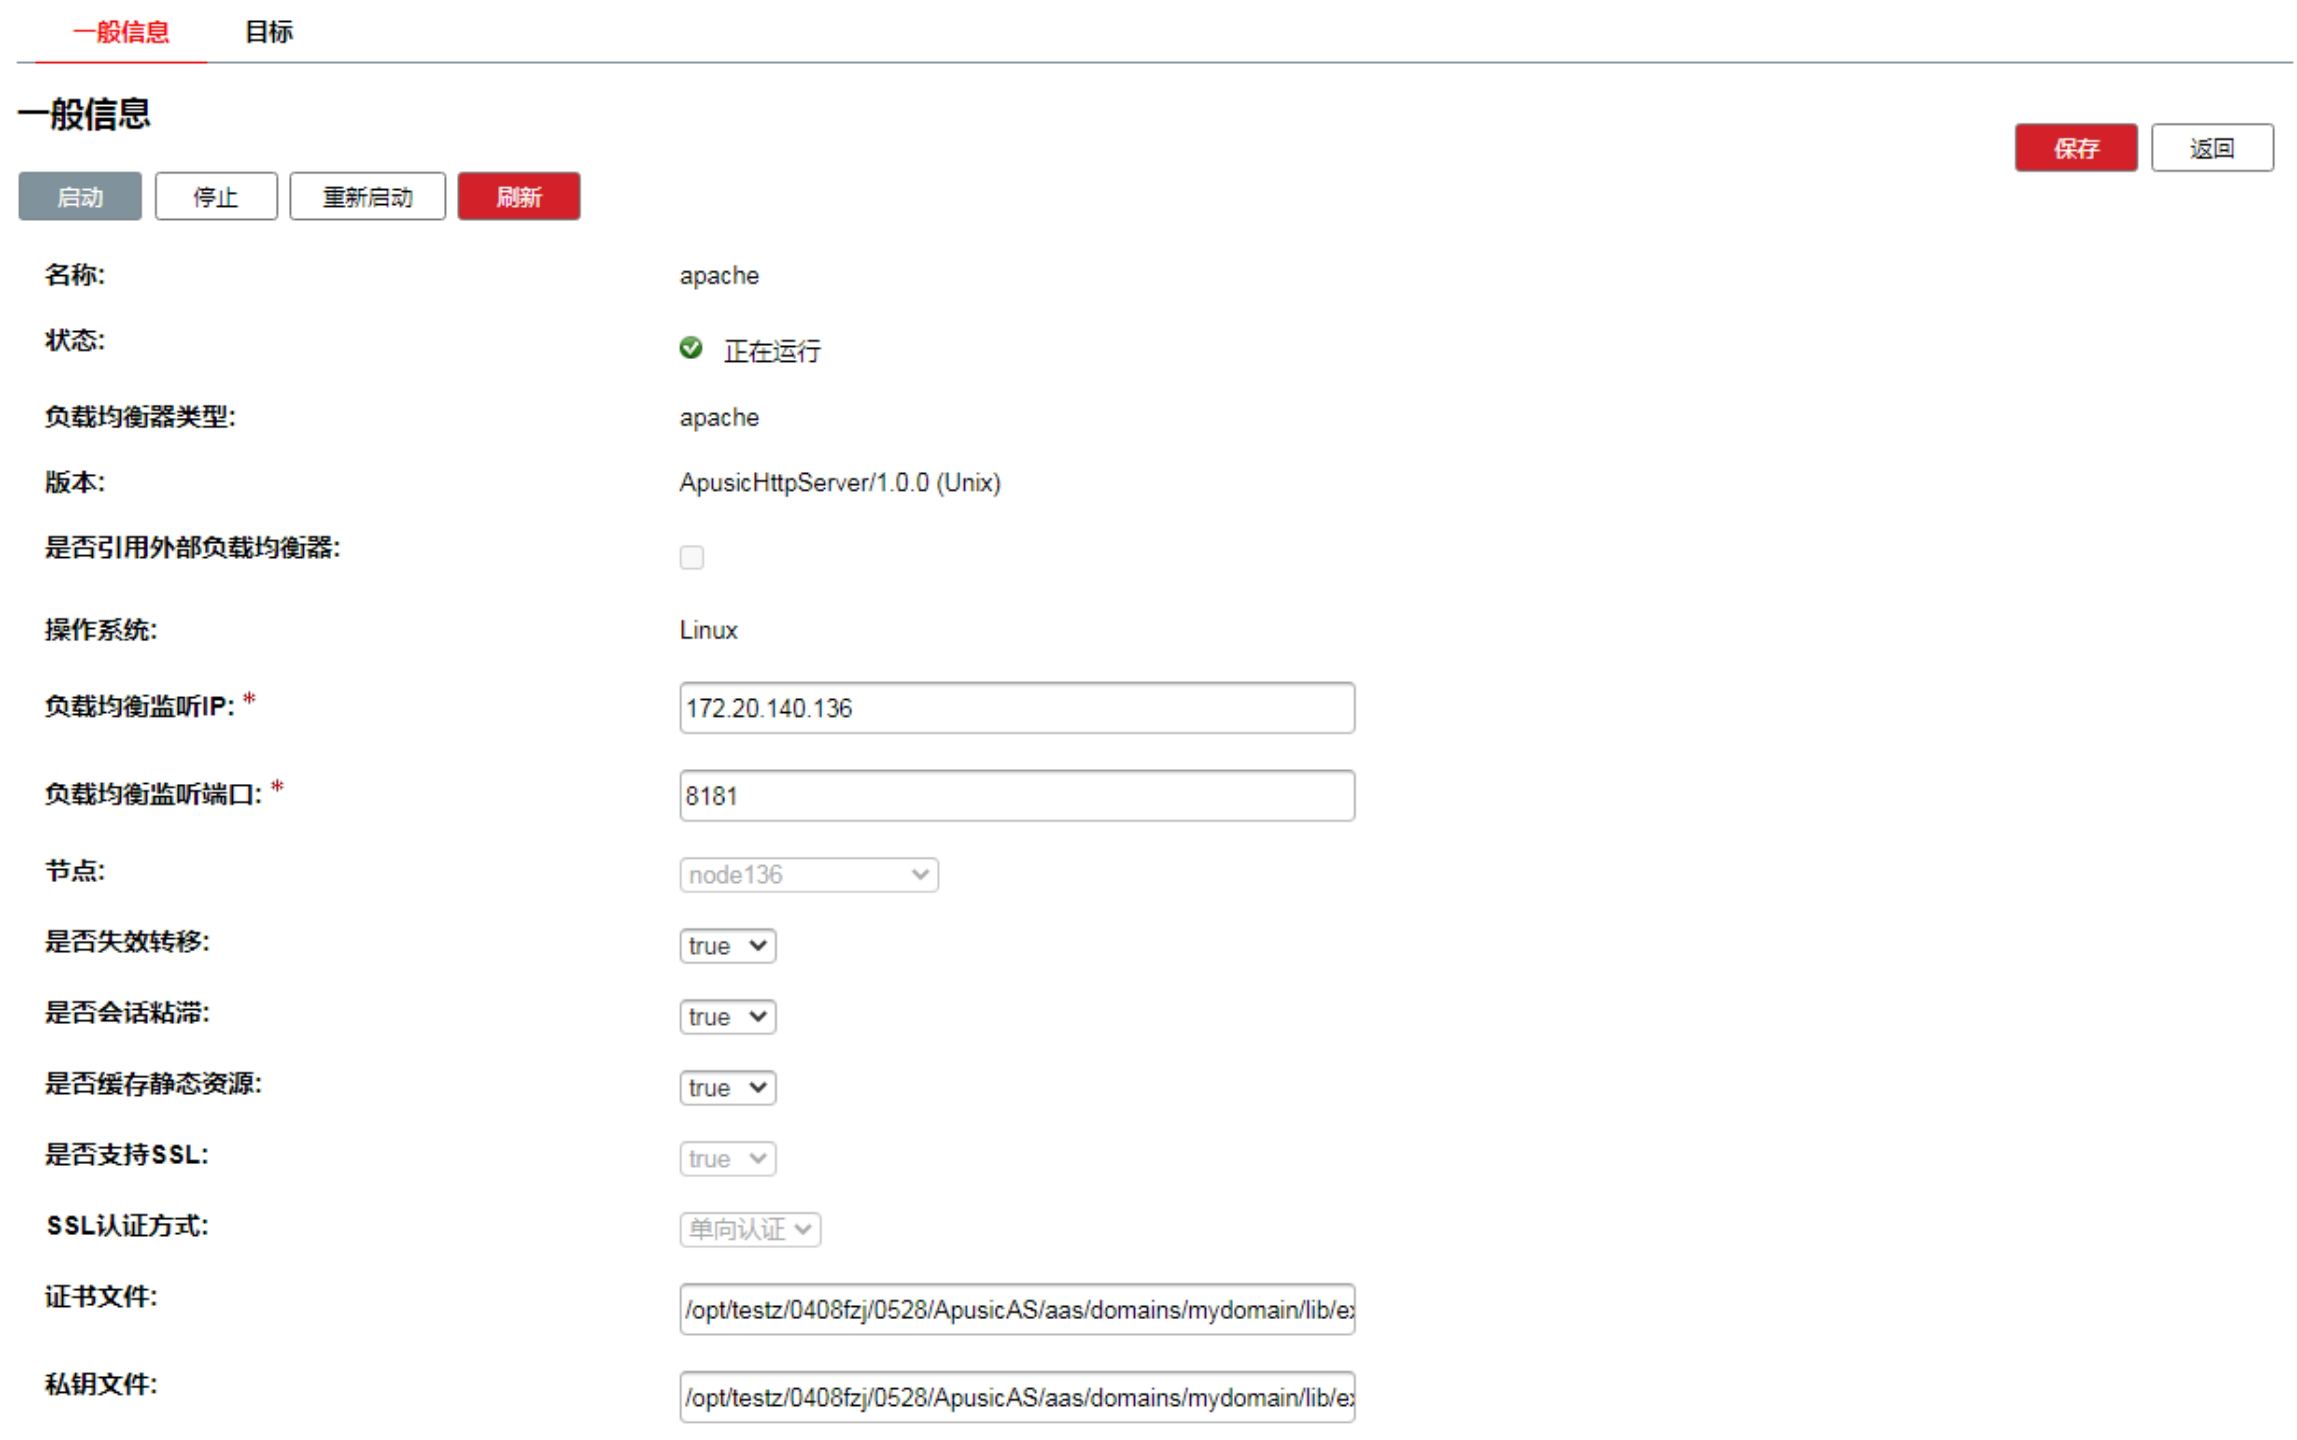 一般信息 目标
一般信息
保存 返回
启动 停止 重新启动 刷新
名称: apache
状态: 正在运行
负载均衡器类型: apache
版本: ApusicHttpServer/1.0.0 (Unix)
是否引用外部负载均衡器:
操作系统: Linux
负载均衡监听IP: * 172.20.140.136
负载均衡监听端口: * 8181
节点: node136
是否失效转移: true
是否会话粘滞: true
是否缓存静态资源: true
是否支持SSL: true
SSL认证方式: 单向认证
证书文件: /opt/testz/0408fzj/0528/ApusicAS/aas/domains/mydomain/lib/ex
私钥文件: /opt/testz/0408fzj/0528/ApusicAS/aas/domains/mydomain/lib/ex